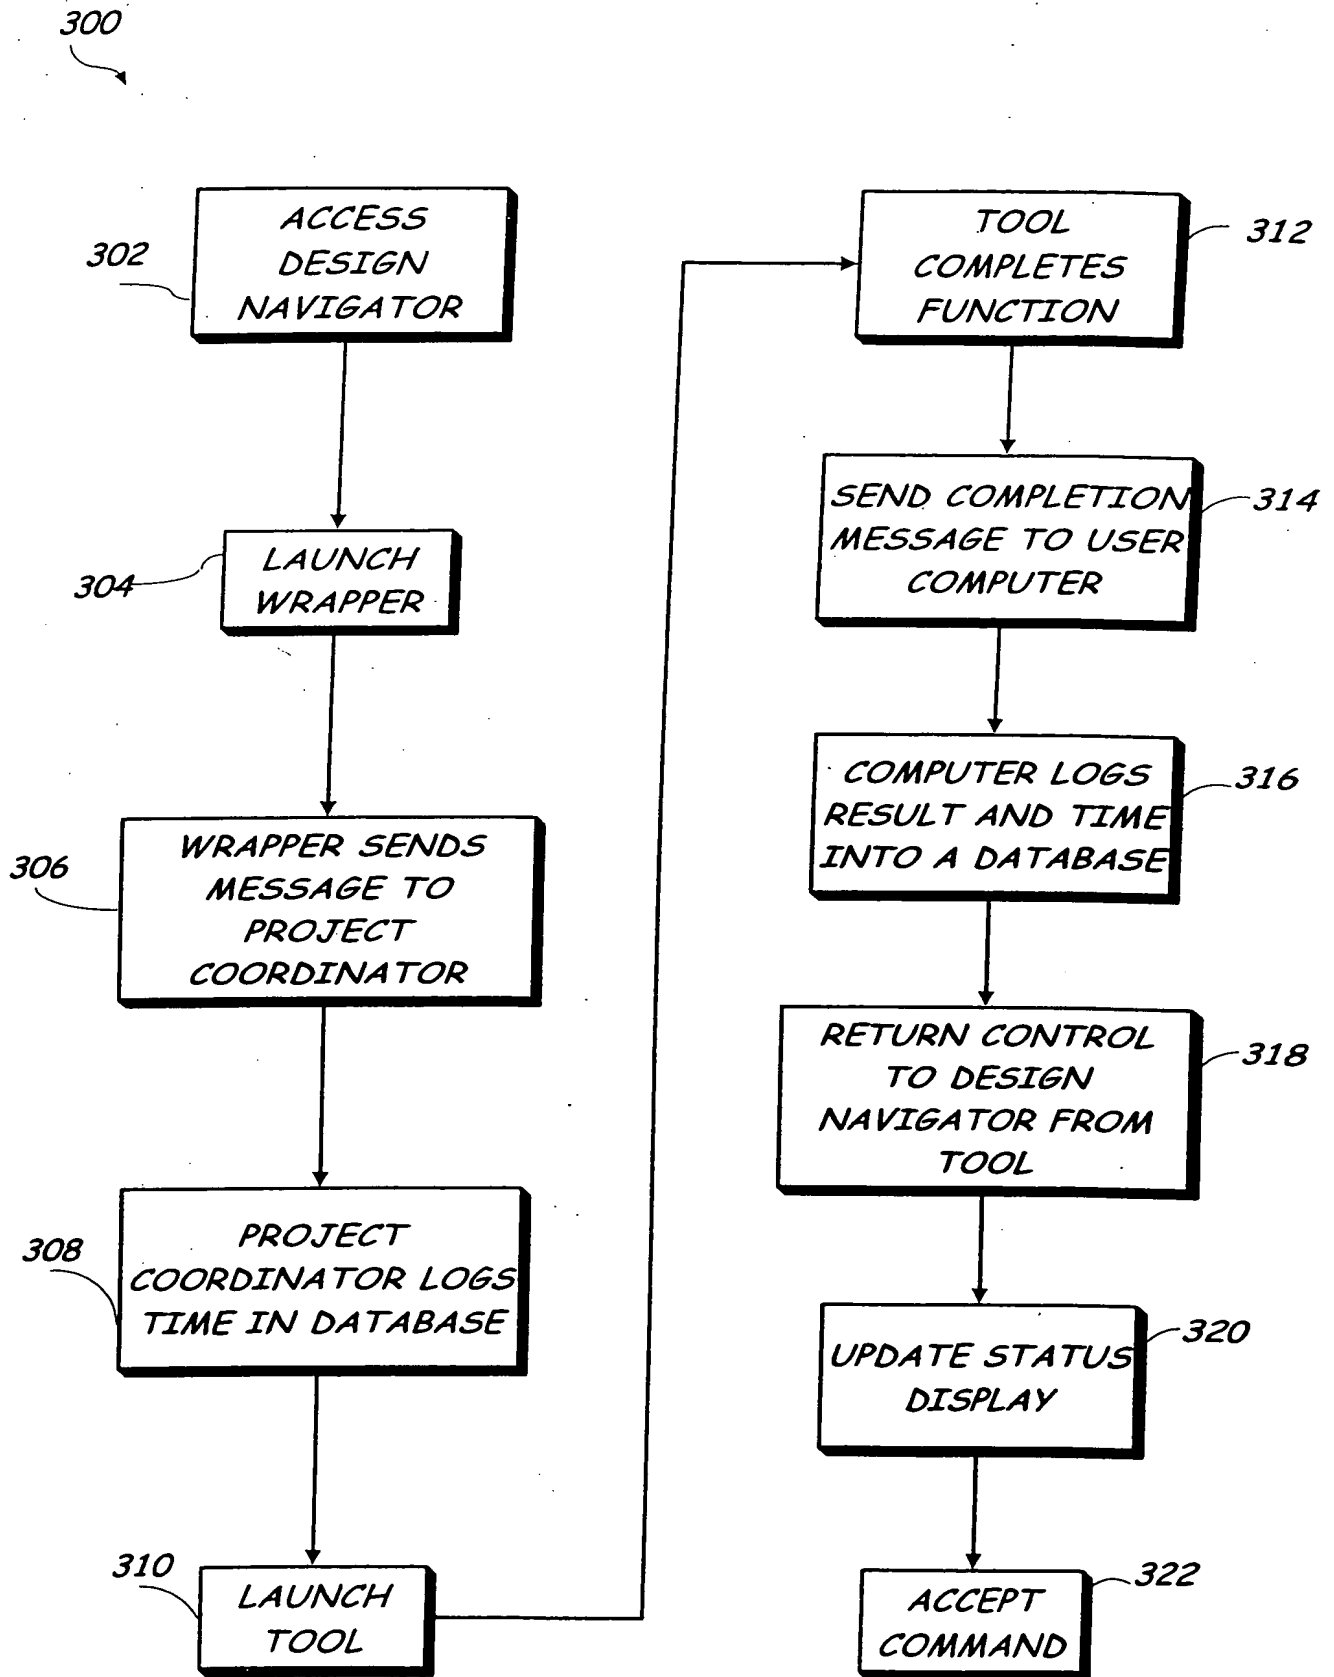 300
302
ACCESS
DESIGN
NAVIGATOR
304
LAUNCH
WRAPPER
306
WRAPPER SENDS
MESSAGE TO
PROJECT
COORDINATOR
308
PROJECT
COORDINATOR LOGS
TIME IN DATABASE
310
LAUNCH
TOOL
312
TOOL
COMPLETES
FUNCTION
314
SEND COMPLETION
MESSAGE TO USER
COMPUTER
316
COMPUTER LOGS
RESULT AND TIME
INTO A DATABASE
318
RETURN CONTROL
TO DESIGN
NAVIGATOR FROM
TOOL
320
UPDATE STATUS
DISPLAY
322
ACCEPT
COMMAND